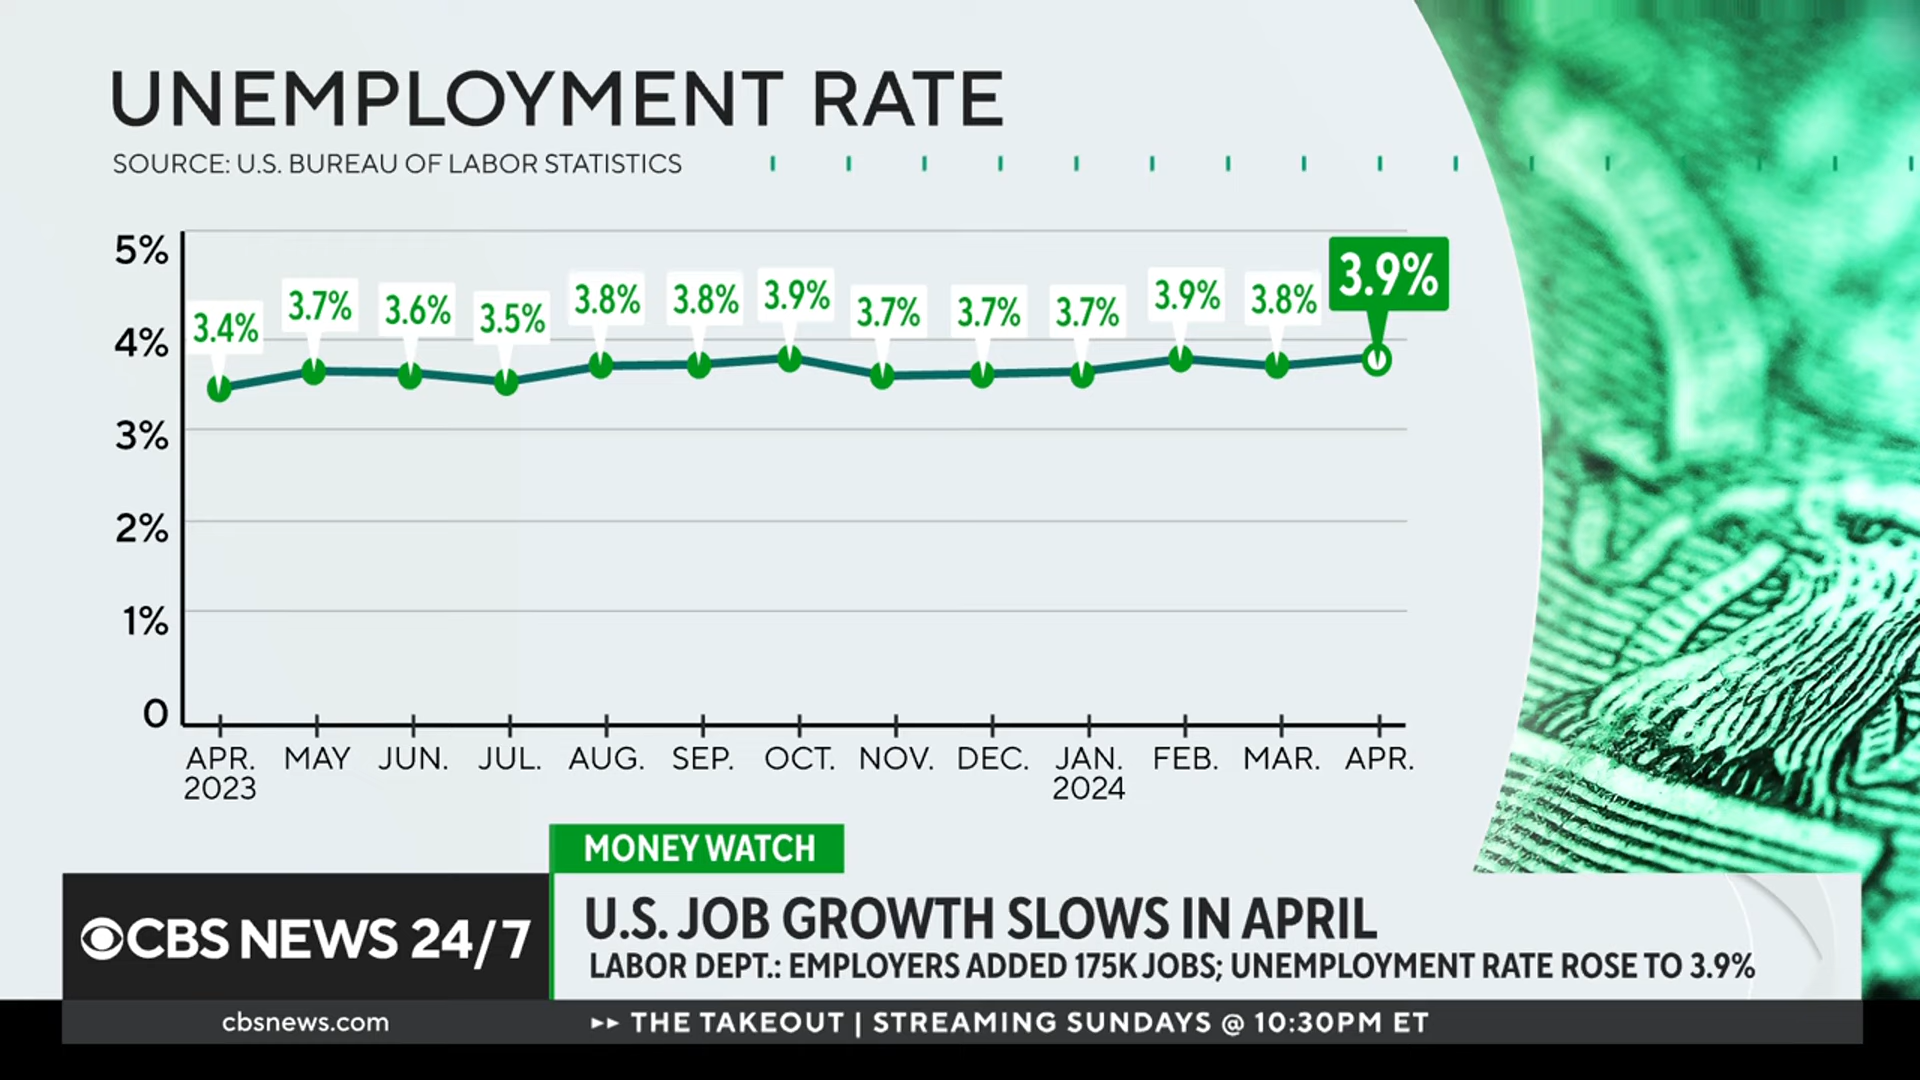 UNEMPLOYMENT RATE
SOURCE: U.S. BUREAU OF LABOR STATISTICS
5%
4%
3%
2%
1%
0
3.4%
3.7%
3.6%
3.5%
3.8%
3.8%
3.9%
3.7%
3.7%
3.7%
3.9%
3.8%
3.9%
APR. MAY JUN. JUL. AUG. SEP. OCT. NOV. DEC. JAN. FEB. MAR. APR.
2023 2024
MONEY WATCH
CBS NEWS 24/7
U.S. JOB GROWTH SLOWS IN APRIL
LABOR DEPT.: EMPLOYERS ADDED 175K JOBS; UNEMPLOYMENT RATE ROSE TO 3.9%
cbsnews.com
THE TAKEOUT | STREAMING SUNDAYS @ 10:30PM ET